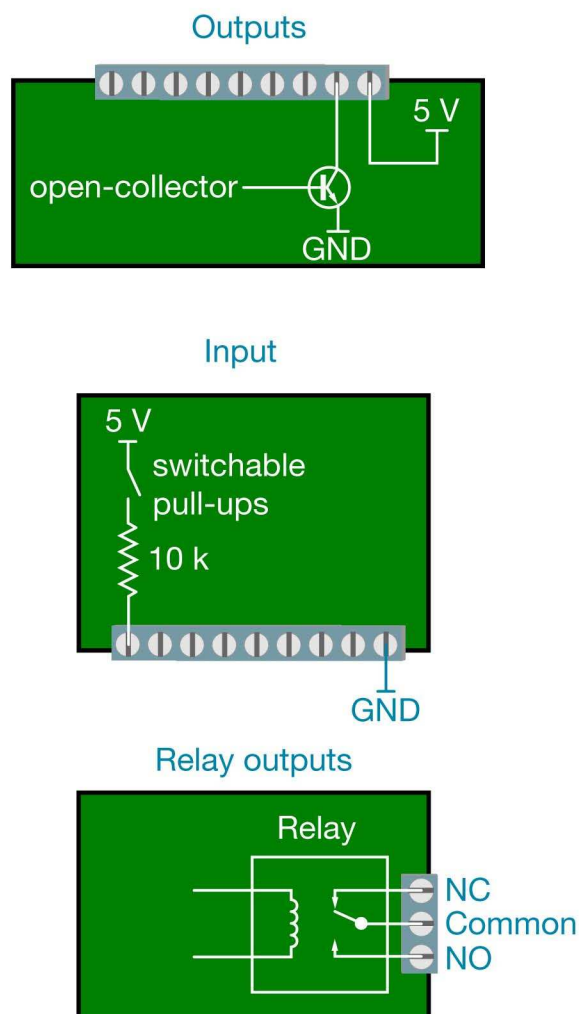 Outputs
5 V
open-collector
GND
Input
5 V
switchable
pull-ups
10 k
GND
Relay outputs
Relay
NC
Common
NO